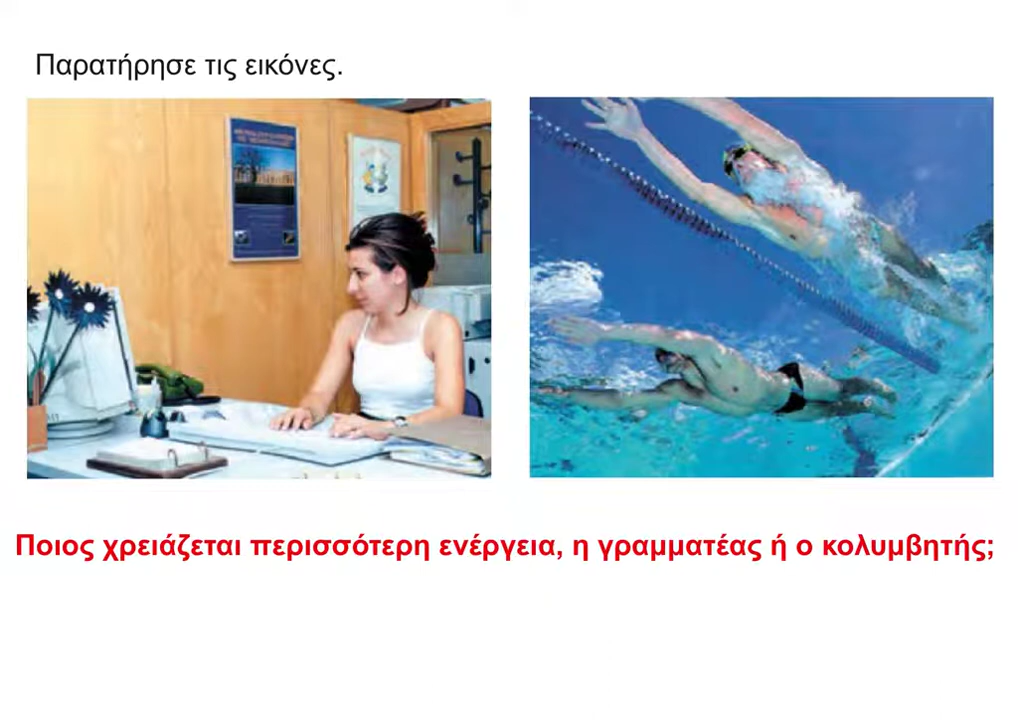 Παρατήρησε τις εικόνες.
Ποιος χρειάζεται περισσότερη ενέργεια, η γραμματέας ή ο κολυμβητής;